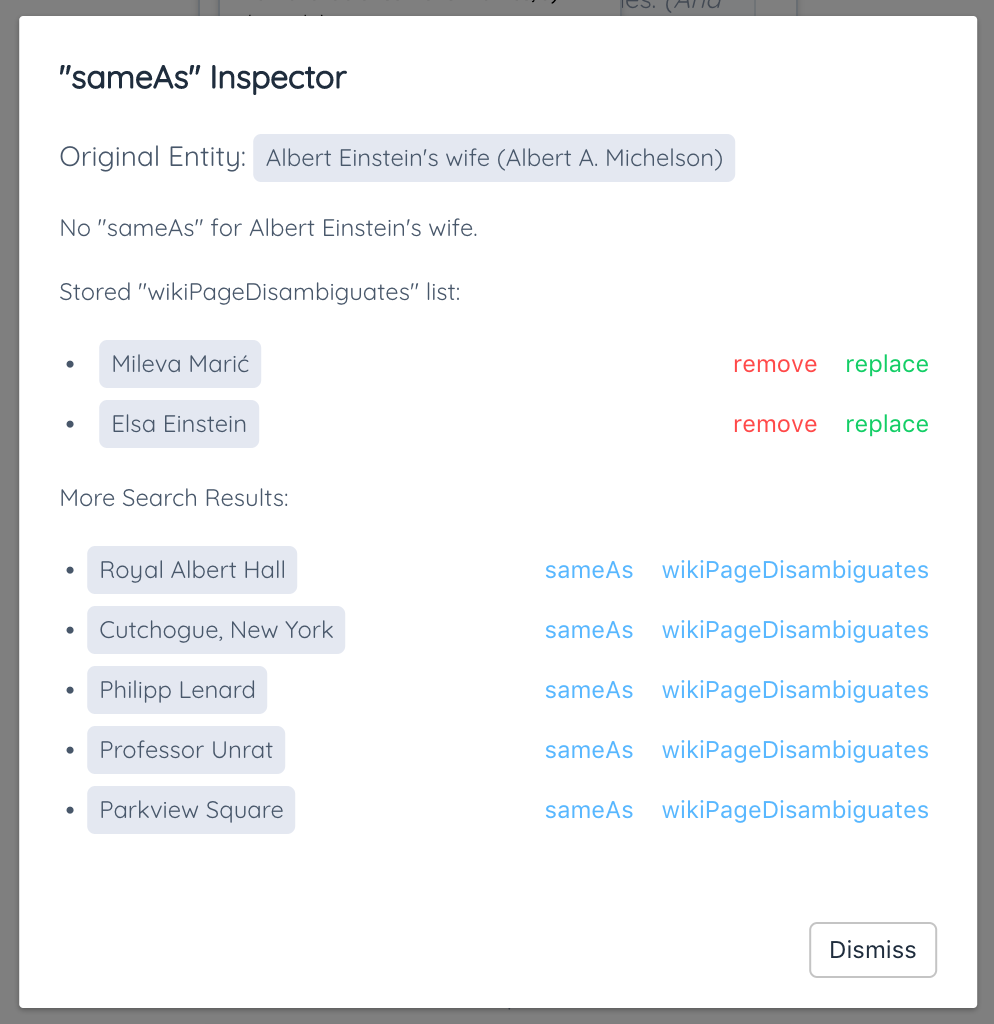 (And
"sameAs" Inspector
Original Entity: Albert Einstein's wife (Albert A. Michelson)
No "sameAs" for Albert Einstein's wife.
Stored "wikiPageDisambiguates" list:
• Mileva Marić remove replace
• Elsa Einstein remove replace
More Search Results:
• Royal Albert Hall sameAs wikiPageDisambiguates
• Cutchogue, New York sameAs wikiPageDisambiguates
• Philipp Lenard sameAs wikiPageDisambiguates
• Professor Unrat sameAs wikiPageDisambiguates
• Parkview Square sameAs wikiPageDisambiguates
Dismiss